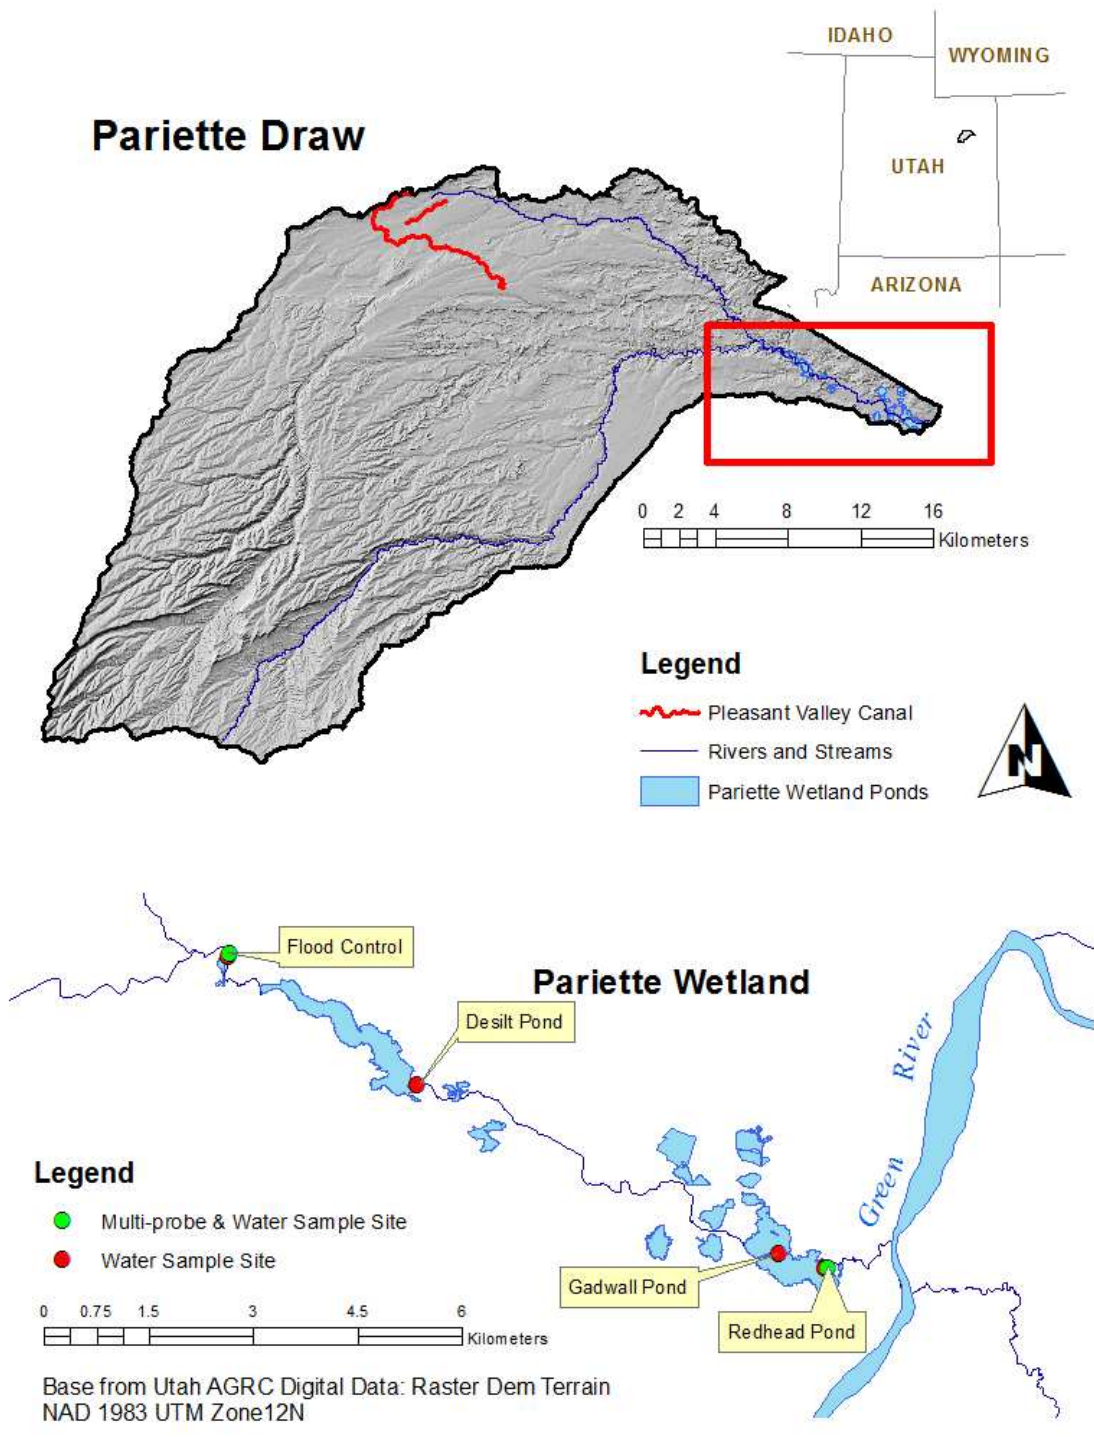 IDAHO
WYOMING
Pariette Draw
UTAH
ARIZONA
0 2 4 8 12 16
Kilometers
Legend
Pleasant Valley Canal
Rivers and Streams
Pariette Wetland Ponds
N
Flood Control
Pariette Wetland
Desilt Pond
Green River
Legend
Multi-probe & Water Sample Site
Water Sample Site
Gadwall Pond
Redhead Pond
0 0.75 1.5 3 4.5 6
Kilometers
Base from Utah AGRC Digital Data: Raster Dem Terrain
NAD 1983 UTM Zone12N